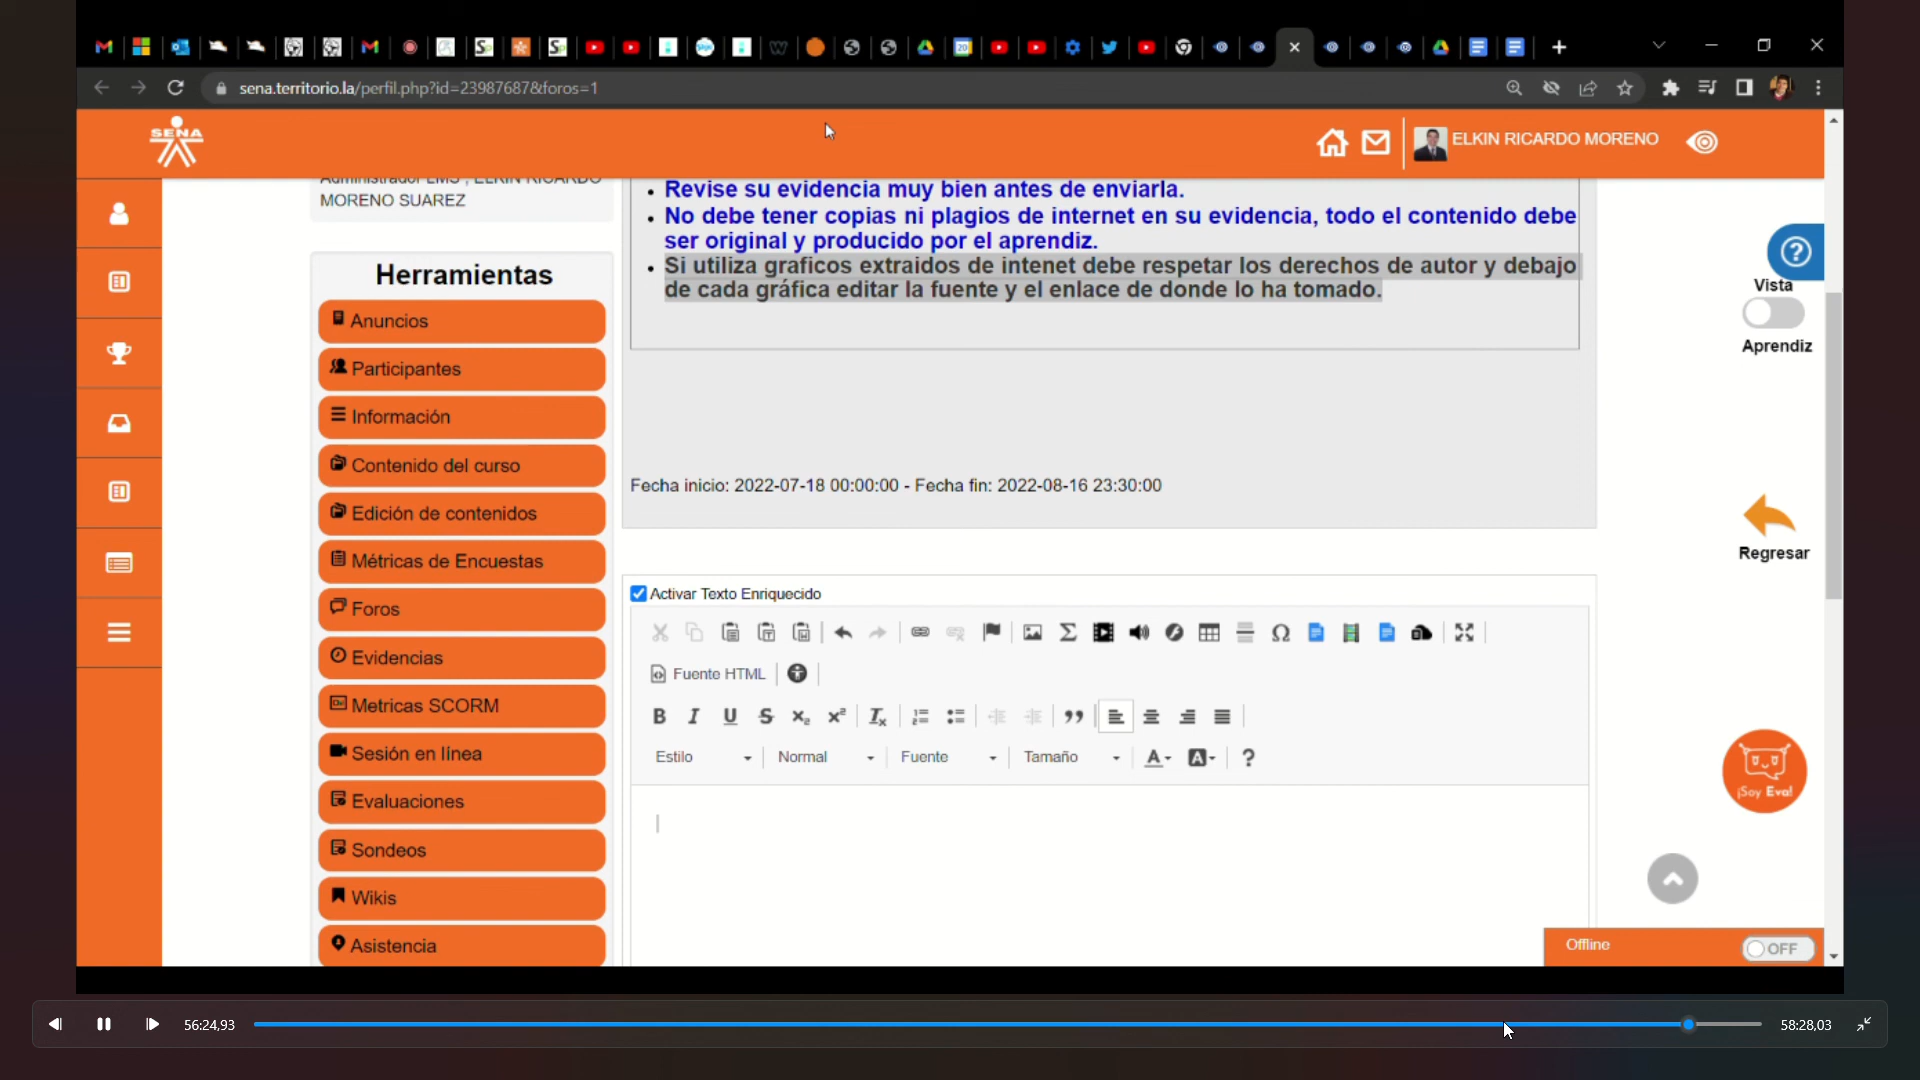 sena.territorio.la/perfil.php?id=23987687&foros=1
SENA
ELKIN RICARDO MORENO
Administrador LMS , ELKIN RICARDO
MORENO SUAREZ
Herramientas
Anuncios
Participantes
Información
Contenido del curso
Edición de contenidos
Métricas de Encuestas
Foros
Evidencias
Metricas SCORM
Sesión en línea
Evaluaciones
Sondeos
Wikis
Asistencia
Revise su evidencia muy bien antes de enviarla.
No debe tener copias ni plagios de internet en su evidencia, todo el contenido debe
ser original y producido por el aprendiz.
Si utiliza graficos extraidos de intenet debe respetar los derechos de autor y debajo
de cada gráfica editar la fuente y el enlace de donde lo ha tomado.
Fecha inicio: 2022-07-18 00:00:00 - Fecha fin: 2022-08-16 23:30:00
Activar Texto Enriquecido
Fuente HTML
Estilo Normal Fuente Tamaño
Vista
Aprendiz
Regresar
¡Soy Eva!
Offline OFF
56:24,93 58:28,03